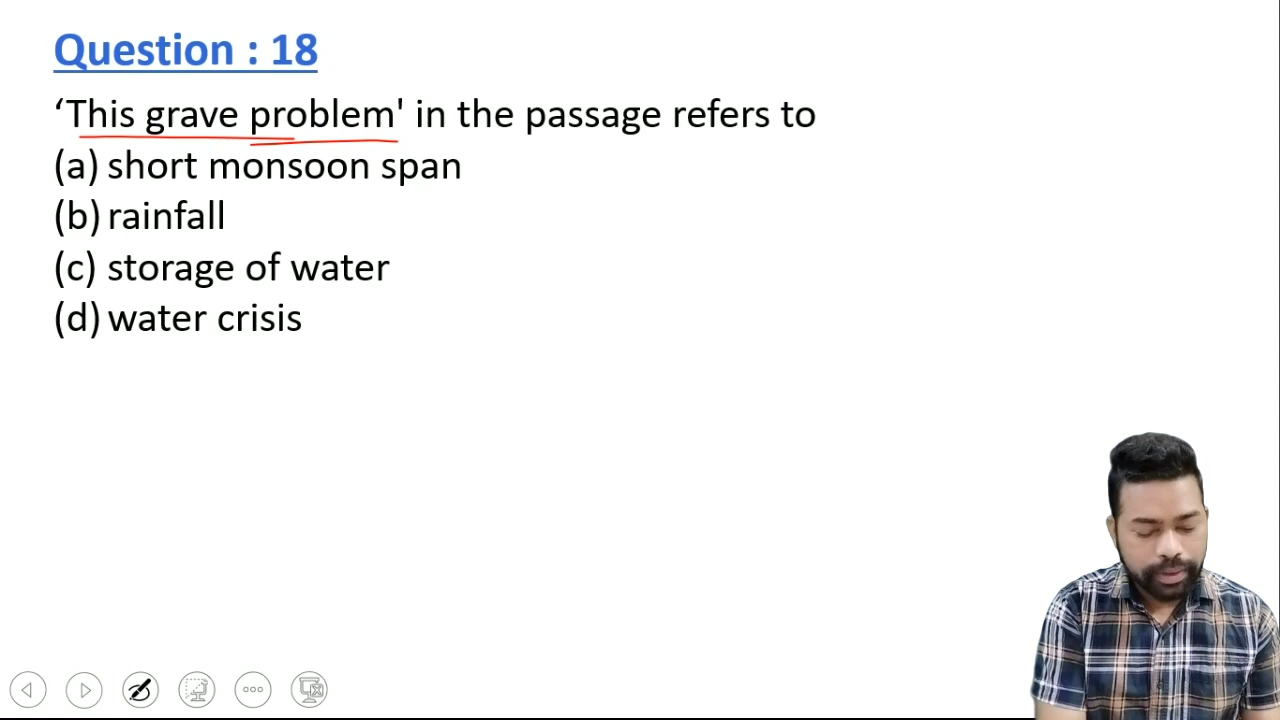 Question : 18
‘This grave problem' in the passage refers to
(a) short monsoon span
(b) rainfall
(c) storage of water
(d) water crisis